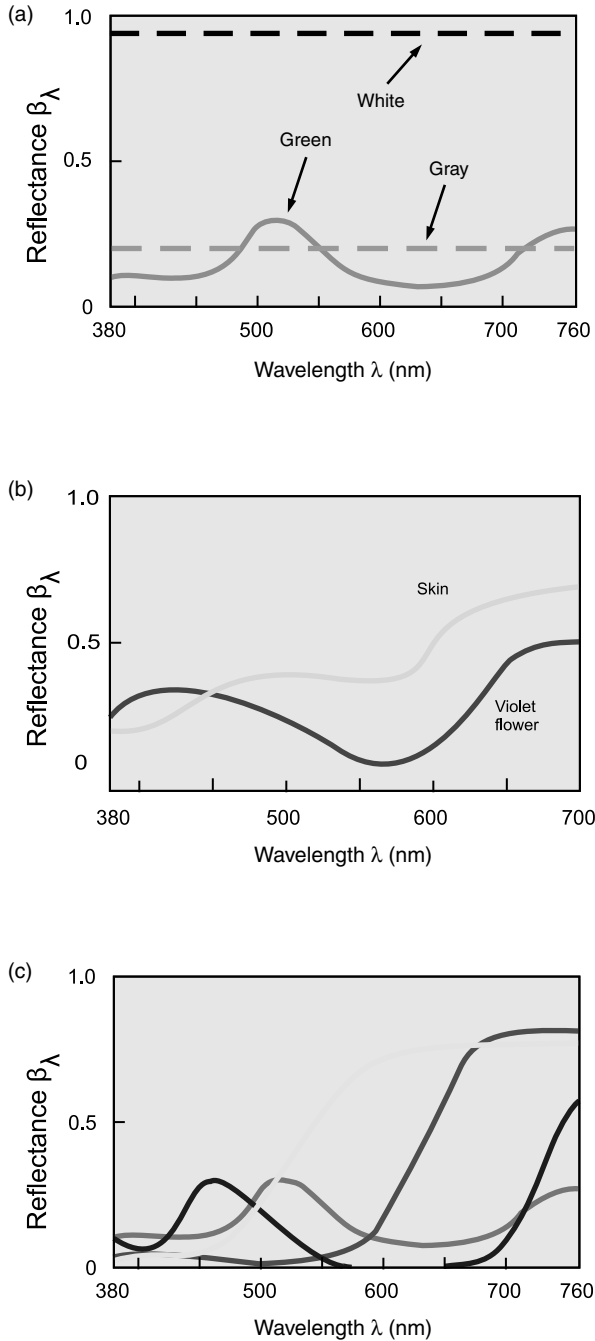 (a)
1.0
White
Green
Gray
0.5
0
Reflectance βλ
380
500
600
700
760
Wavelength λ (nm)
(b)
1.0
Skin
0.5
Violet
flower
0
Reflectance βλ
380
500
600
700
Wavelength λ (nm)
(c)
1.0
0.5
0
Reflectance βλ
380
500
600
700
760
Wavelength λ (nm)